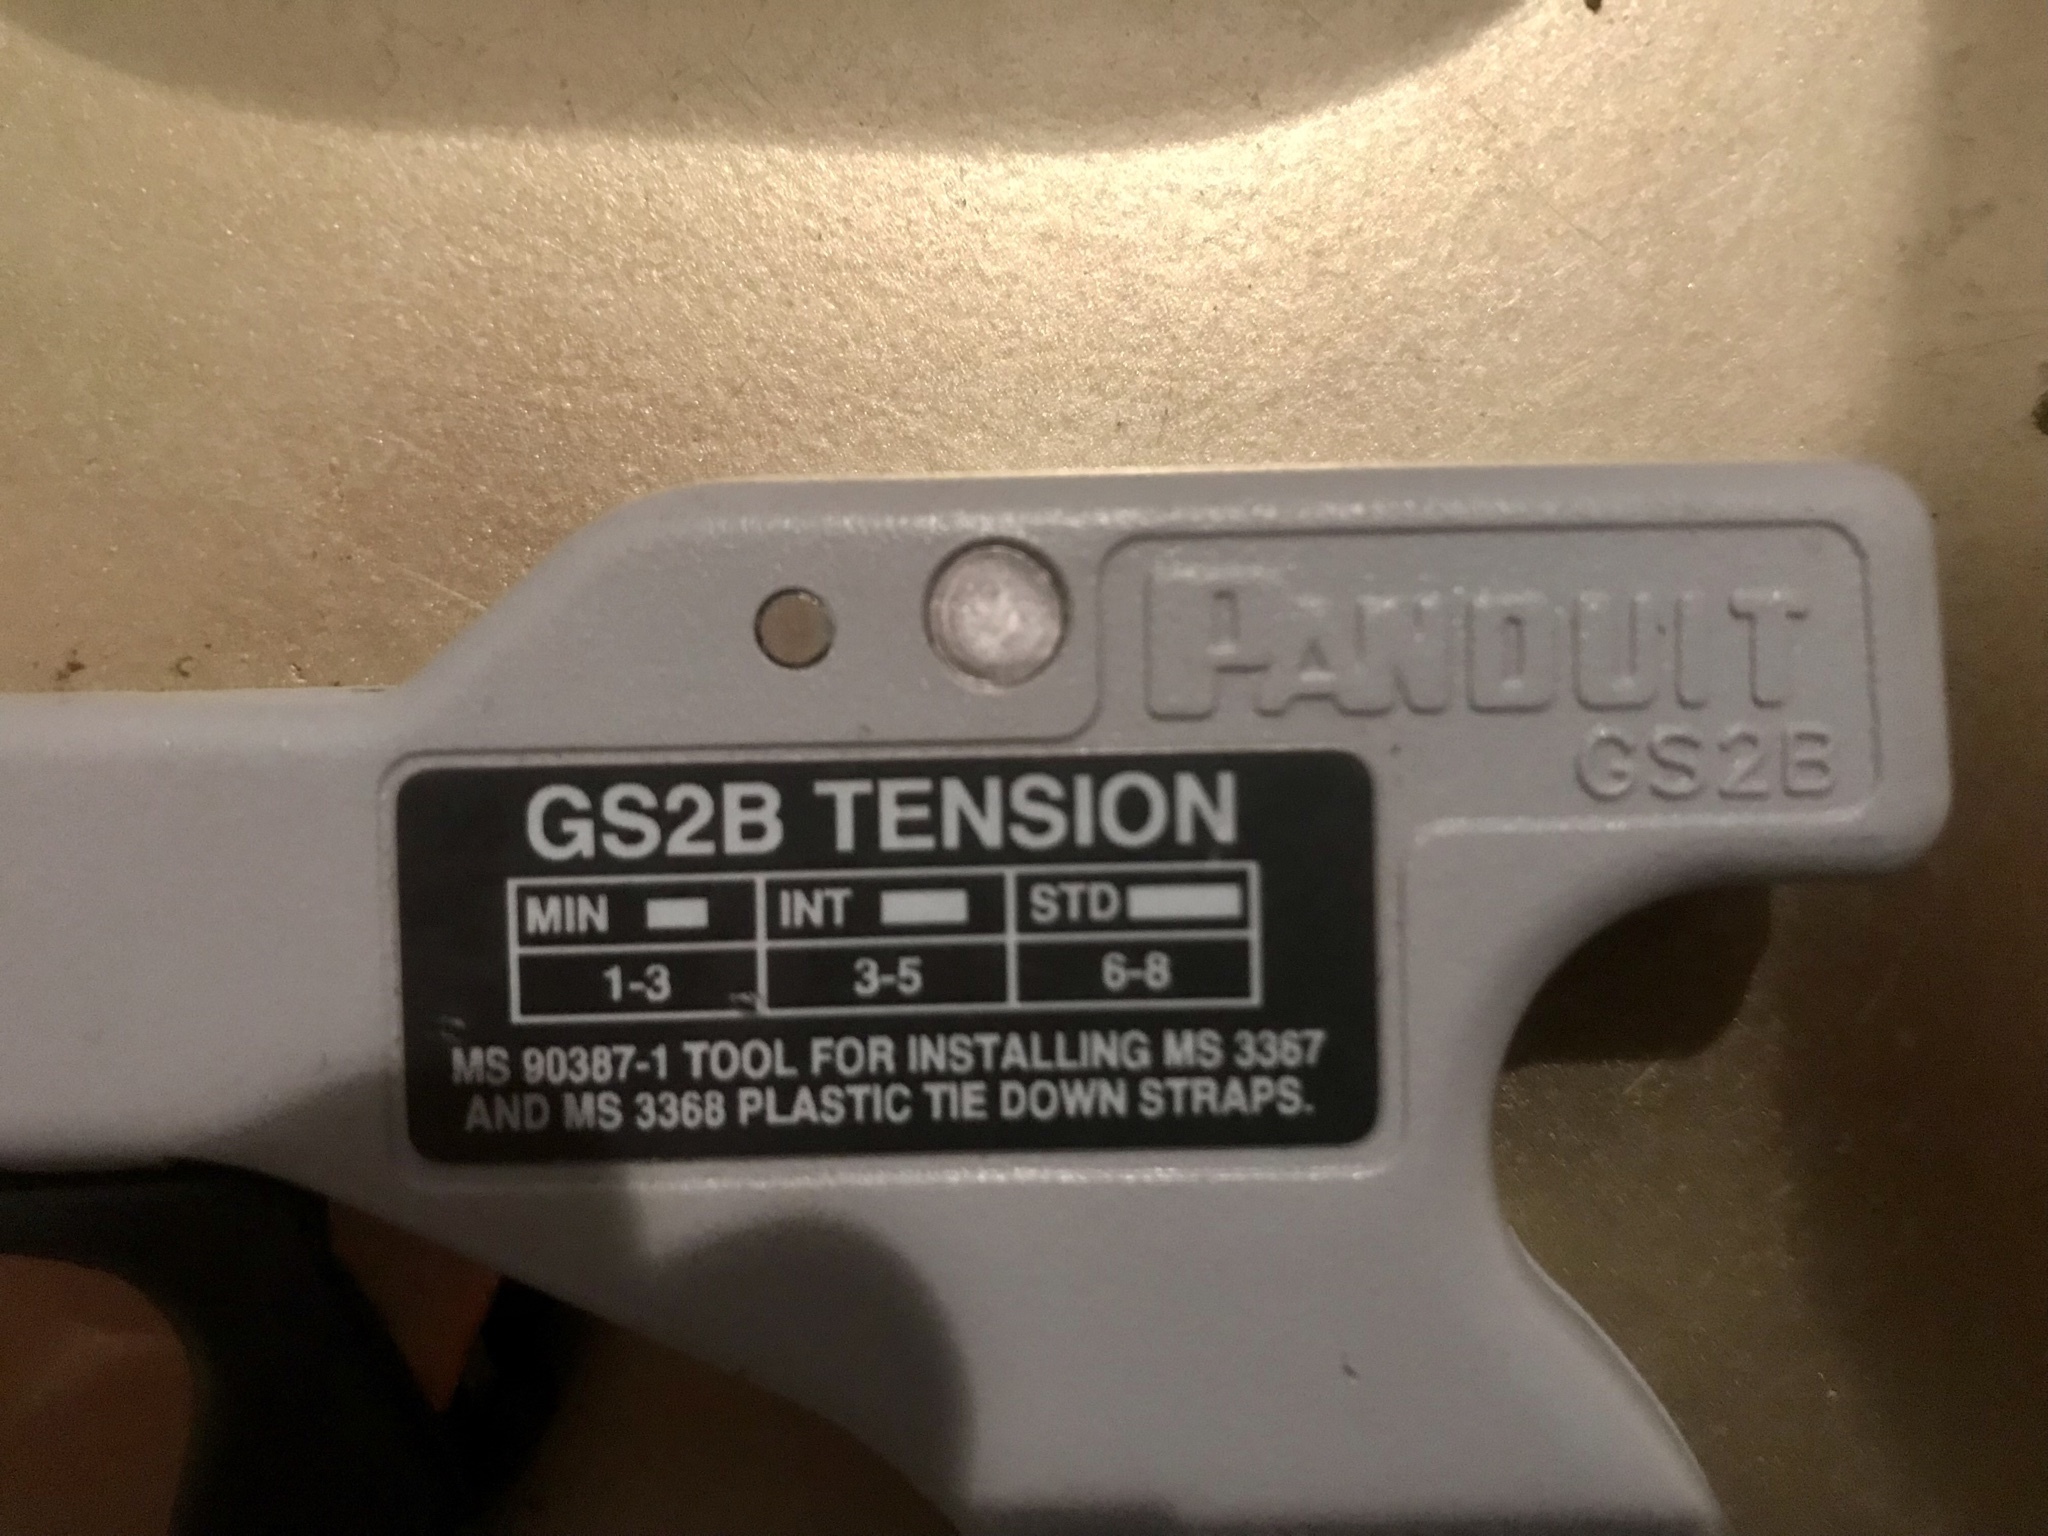 PANDUIT
GS2B
GS2B TENSION
MIN INT STD
1-3 3-5 6-8
MS 90387-1 TOOL FOR INSTALLING MS 3367
AND MS 3368 PLASTIC TIE DOWN STRAPS.